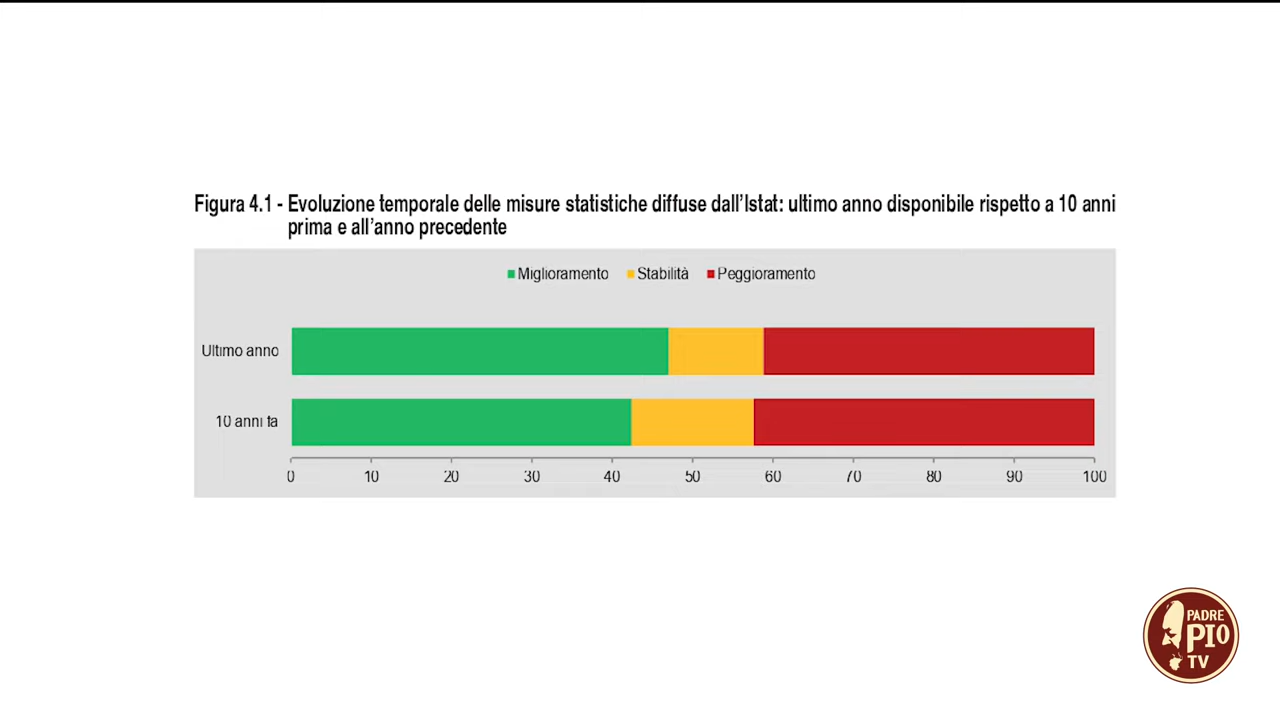 Figura 4.1 - Evoluzione temporale delle misure statistiche diffuse dall'Istat: ultimo anno disponibile rispetto a 10 anni
prima e all'anno precedente
Miglioramento Stabilità Peggioramento
Ultimo anno
10 anni fa
0 10 20 30 40 50 60 70 80 90 100
PADRE
PIO
TV